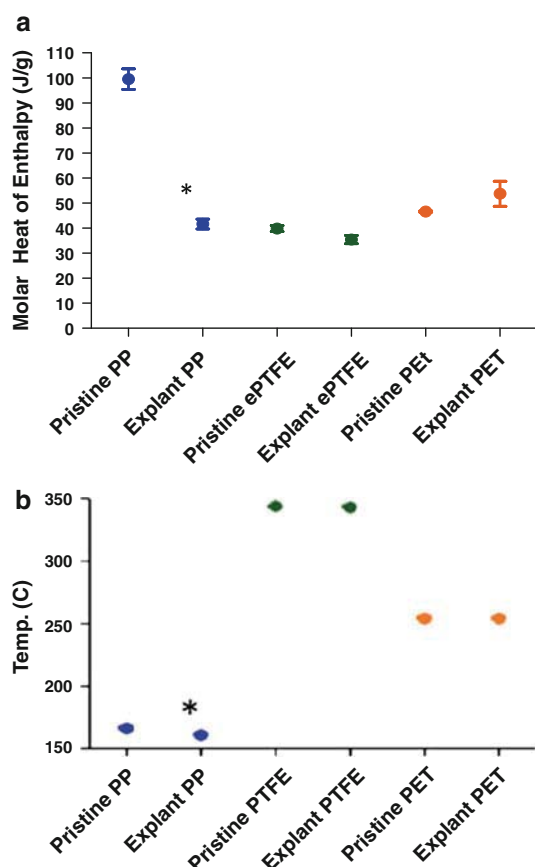 a
Molar Heat of Enthalpy (J/g)
110
100
90
80
70
60
50
40
30
20
10
0
*
Pristine PP
Explant PP
Pristine ePTFE
Explant ePTFE
Pristine PEt
Explant PET
b
Temp. (C)
350
300
250
200
150
*
Pristine PP
Explant PP
Pristine PTFE
Explant PTFE
Pristine PET
Explant PET